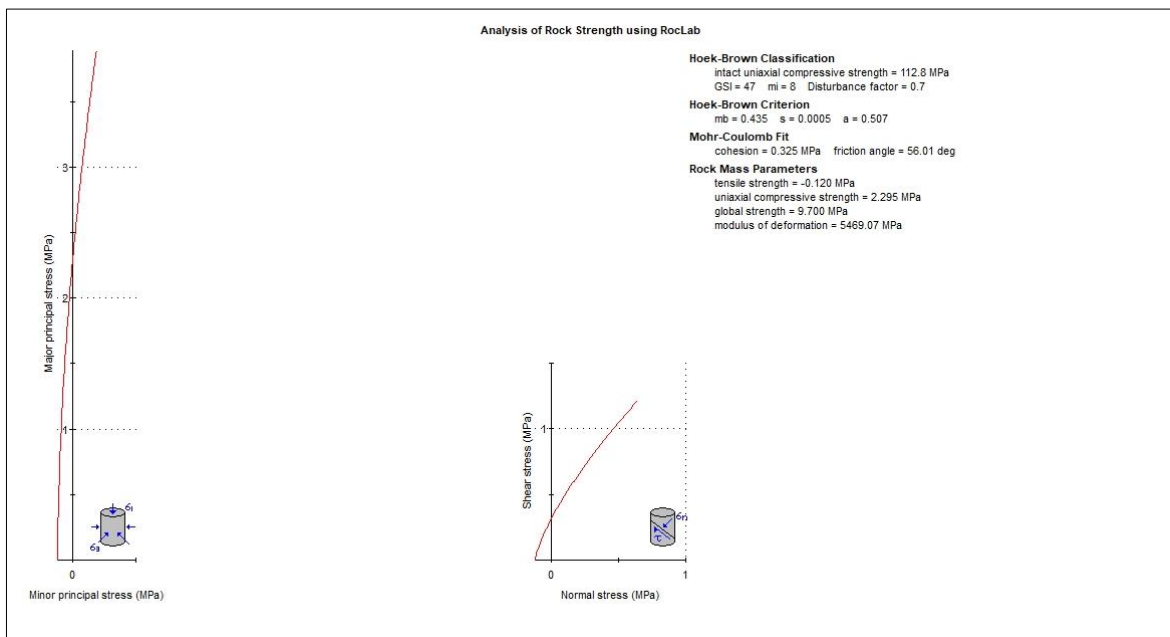 Analysis of Rock Strength using RocLab
Hoek-Brown Classification
intact uniaxial compressive strength = 112.8 MPa
GSI = 47 mi = 8 Disturbance factor = 0.7
Hoek-Brown Criterion
mb = 0.435 s = 0.0005 a = 0.507
Mohr-Coulomb Fit
cohesion = 0.325 MPa friction angle = 56.01 deg
Rock Mass Parameters
tensile strength = -0.120 MPa
uniaxial compressive strength = 2.295 MPa
global strength = 9.700 MPa
modulus of deformation = 5469.07 MPa
Major principal stress (MPa)
3
2
1
0
Minor principal stress (MPa)
σ1
σ3
Shear stress (MPa)
1
0
1
Normal stress (MPa)
σn
τ